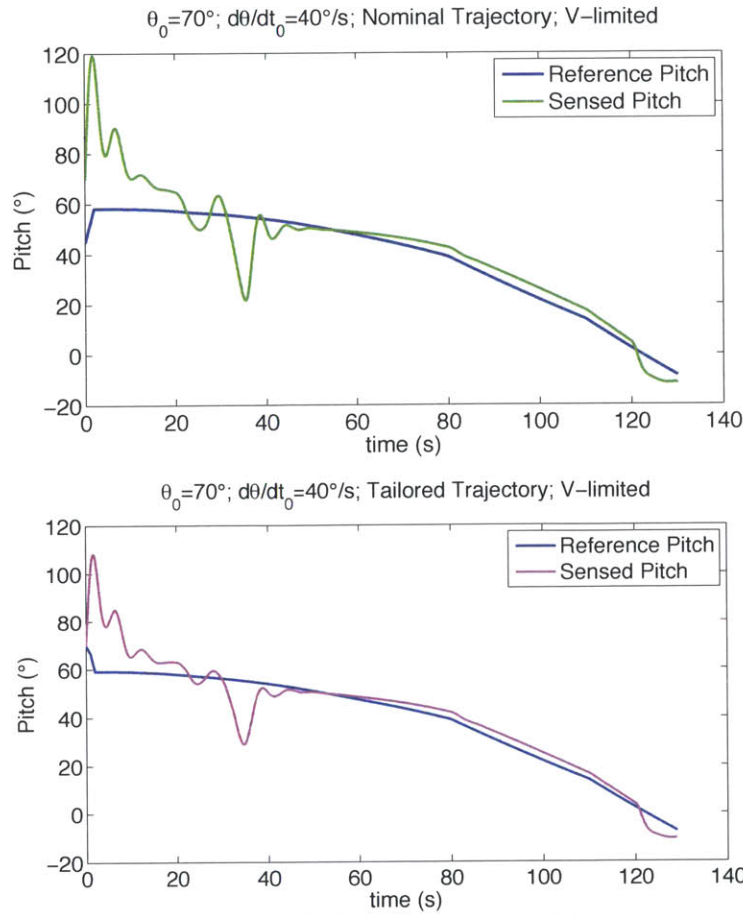 θ0=70°; dθ/dt0=40°/s; Nominal Trajectory; V−limited
Reference Pitch
Sensed Pitch
120
100
80
60
40
20
0
−20
Pitch (°)
0 20 40 60 80 100 120 140
time (s)
θ0=70°; dθ/dt0=40°/s; Tailored Trajectory; V−limited
Reference Pitch
Sensed Pitch
120
100
80
60
40
20
0
−20
Pitch (°)
0 20 40 60 80 100 120 140
time (s)